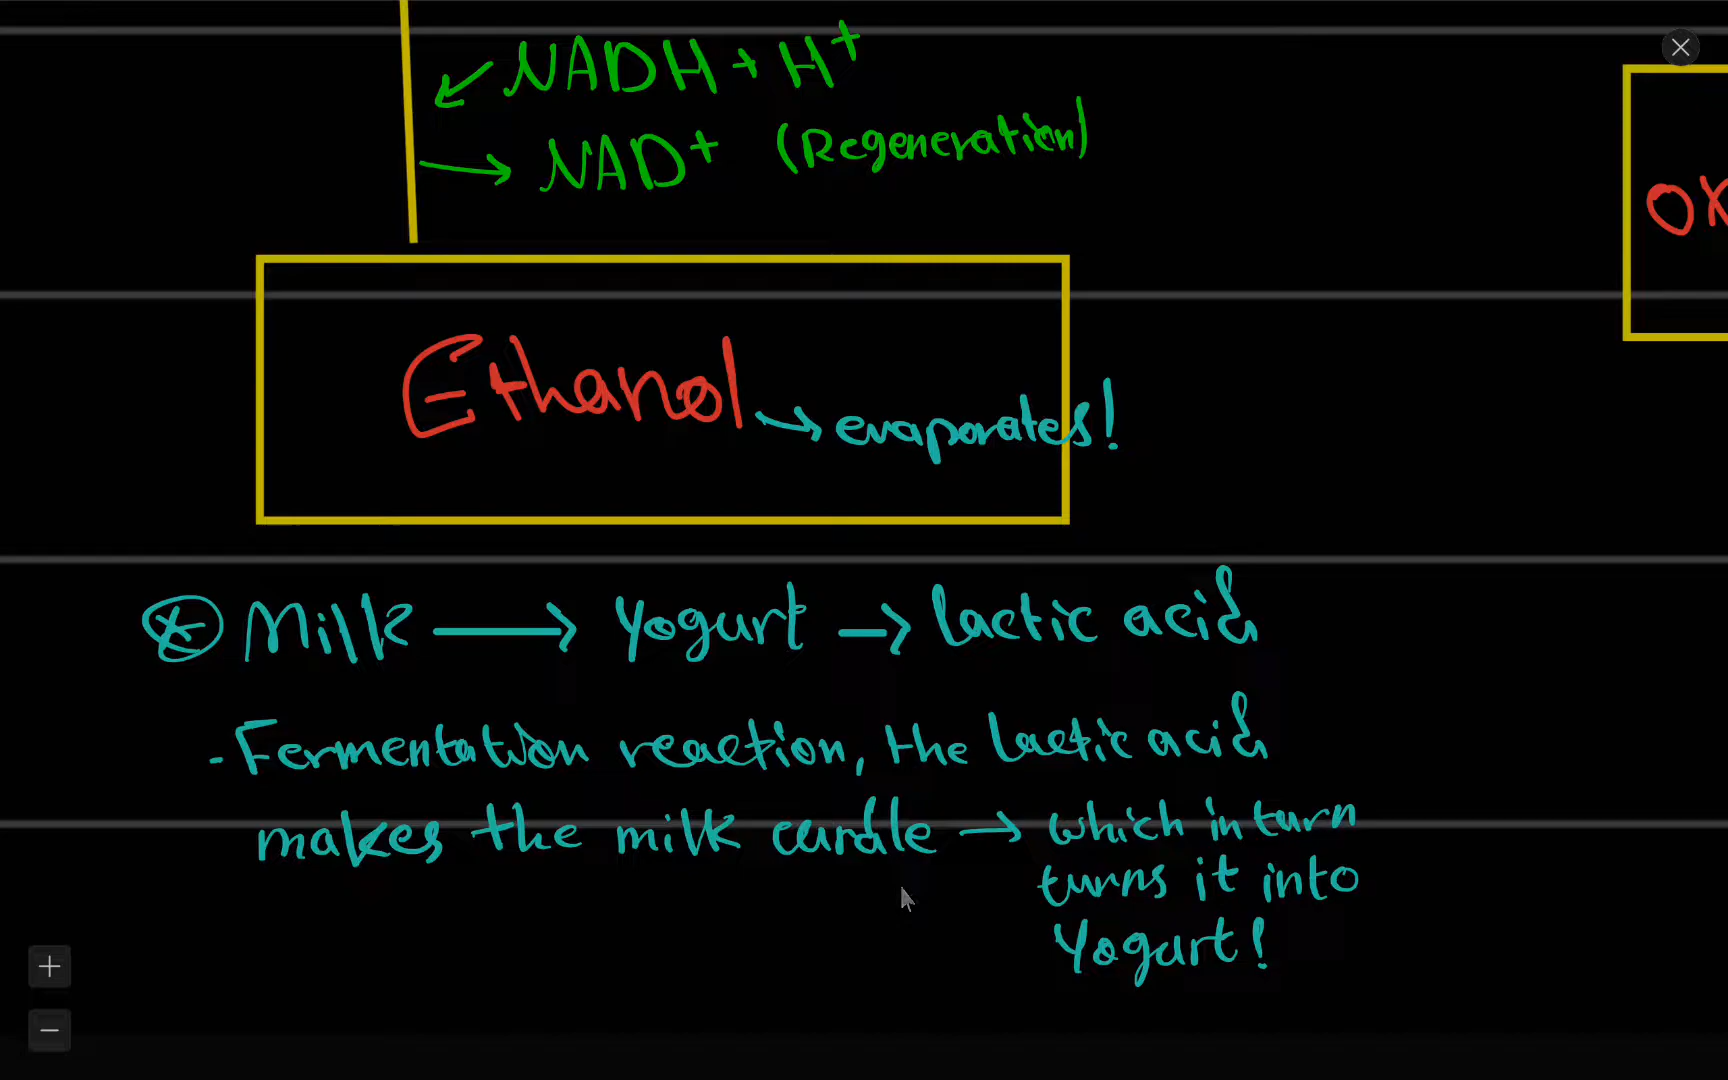 NADH + H+
NAD+ (Regeneration)
OX
Ethanol → evaporates!
Milk → Yogurt → lactic acid
- Fermentation reaction, the lactic acid
makes the milk curdle → which in turn
turns it into
Yogurt!